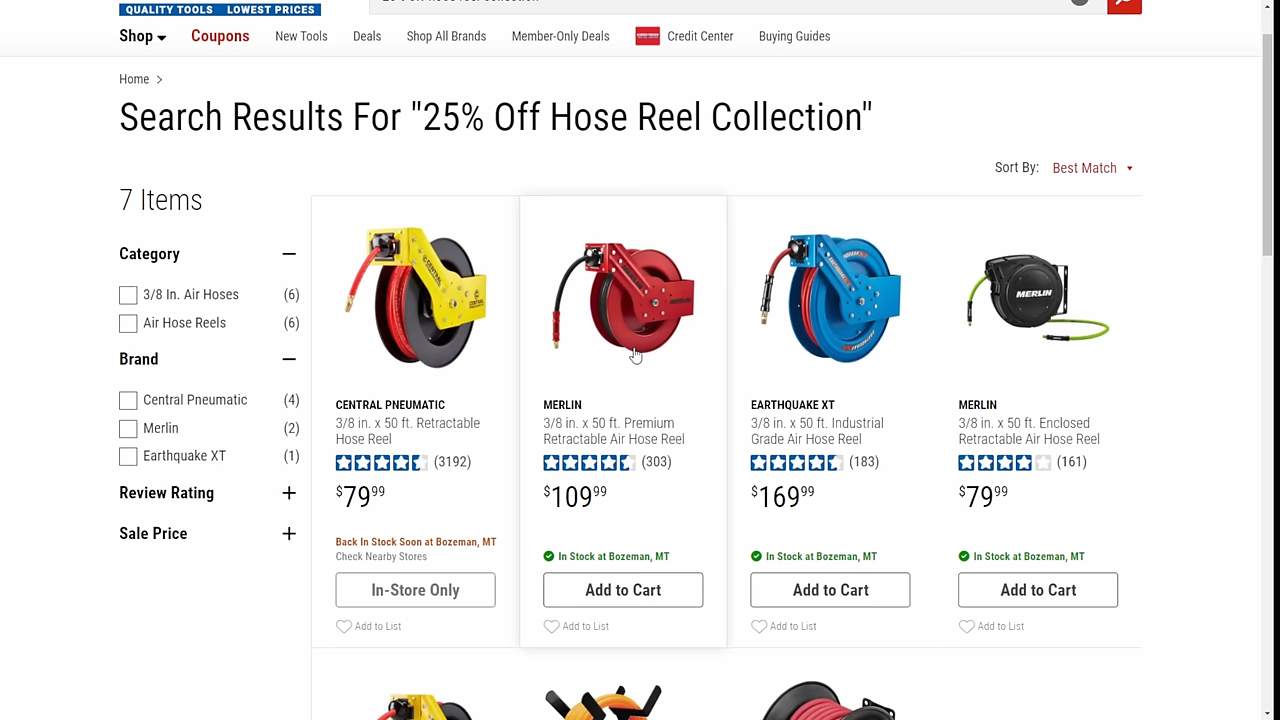 QUALITY TOOLS LOWEST PRICES
Shop
Coupons
New Tools
Deals
Shop All Brands
Member-Only Deals
Credit Center
Buying Guides
Home >
Search Results For "25% Off Hose Reel Collection"
Sort By: Best Match
7 Items
Category
3/8 In. Air Hoses (6)
Air Hose Reels (6)
Brand
Central Pneumatic (4)
Merlin (2)
Earthquake XT (1)
Review Rating
Sale Price
CENTRAL PNEUMATIC
3/8 in. x 50 ft. Retractable
Hose Reel
(3192)
$79 99
Back In Stock Soon at Bozeman, MT
Check Nearby Stores
In-Store Only
Add to List
MERLIN
3/8 in. x 50 ft. Premium
Retractable Air Hose Reel
(303)
$109 99
In Stock at Bozeman, MT
Add to Cart
Add to List
EARTHQUAKE XT
3/8 in. x 50 ft. Industrial
Grade Air Hose Reel
(183)
$169 99
In Stock at Bozeman, MT
Add to Cart
Add to List
MERLIN
MERLIN
3/8 in. x 50 ft. Enclosed
Retractable Air Hose Reel
(161)
$79 99
In Stock at Bozeman, MT
Add to Cart
Add to List